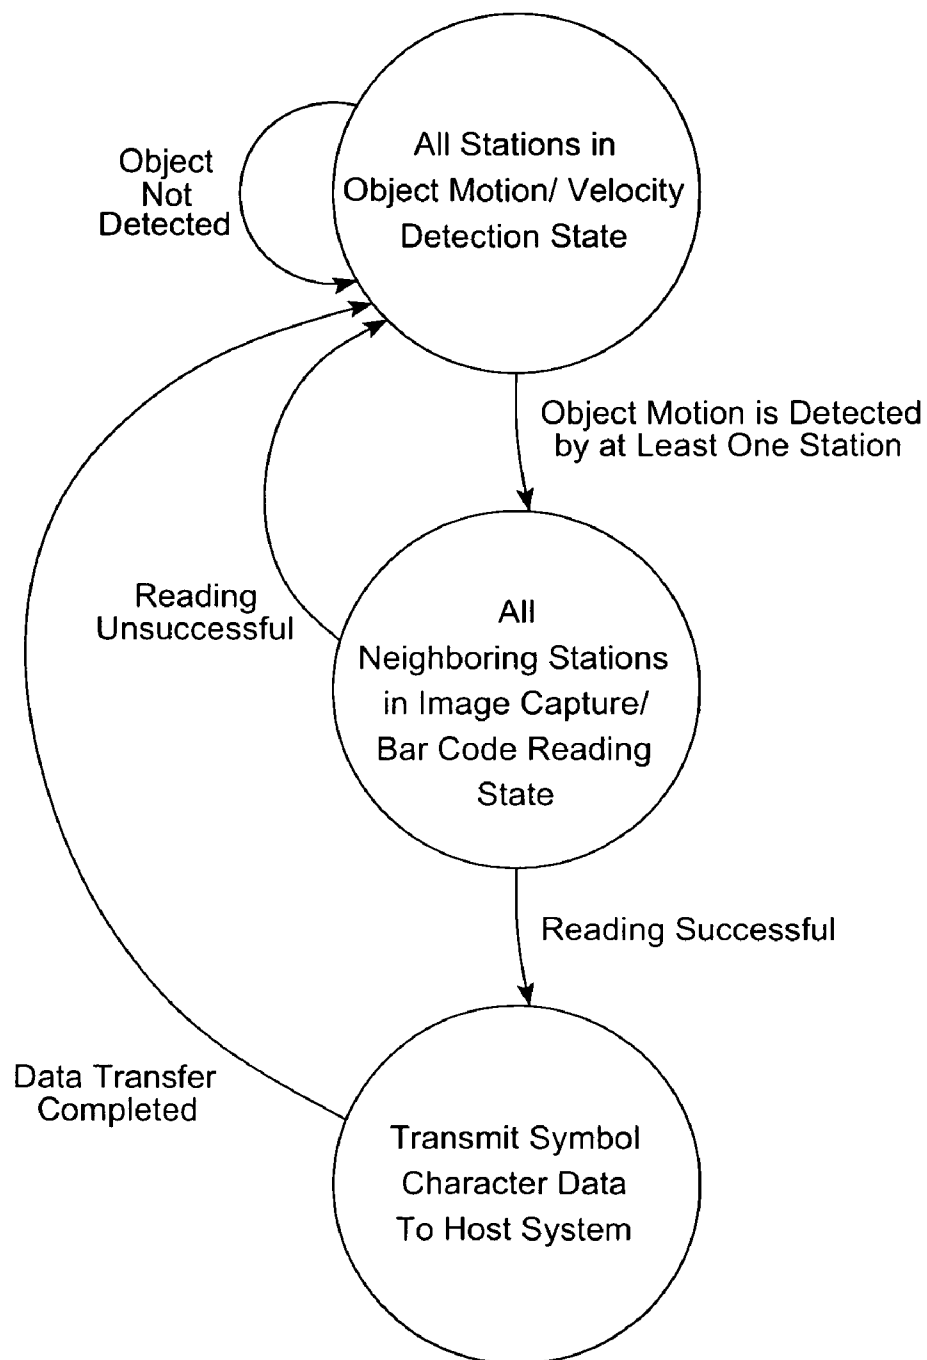 All Stations in
Object Motion/ Velocity
Detection State
Object
Not
Detected
Object Motion is Detected
by at Least One Station
Reading
Unsuccessful
All
Neighboring Stations
in Image Capture/
Bar Code Reading
State
Reading Successful
Data Transfer
Completed
Transmit Symbol
Character Data
To Host System